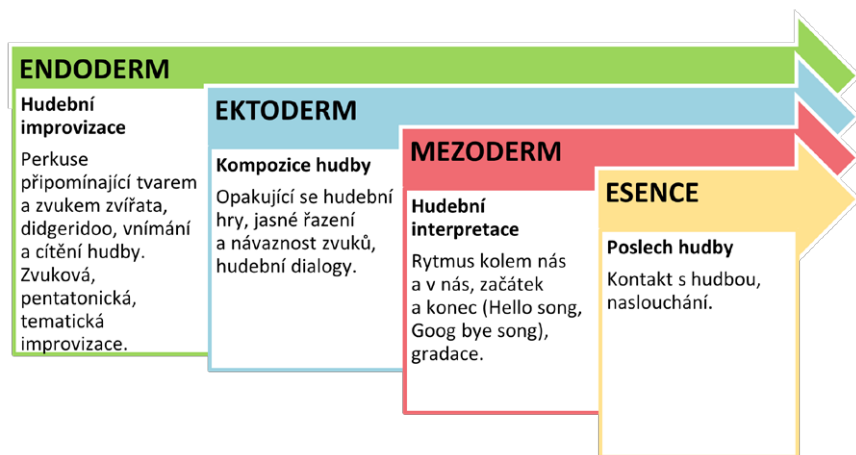 ENDODERM
Hudební
improvizace
Perkuse
připomínající tvarem
a zvukem zvířata,
didgeridoo, vnímání
a cítění hudby.
Zvuková,
pentatonická,
tematická
improvizace.
EKTODERM
Kompozice hudby
Opakující se hudební
hry, jasné řazení
a návaznost zvuků,
hudební dialogy.
MEZODERM
Hudební
interpretace
Rytmus kolem nás
a v nás, začátek
a konec (Hello song,
Goog bye song),
gradace.
ESENCE
Poslech hudby
Kontakt s hudbou,
naslouchání.